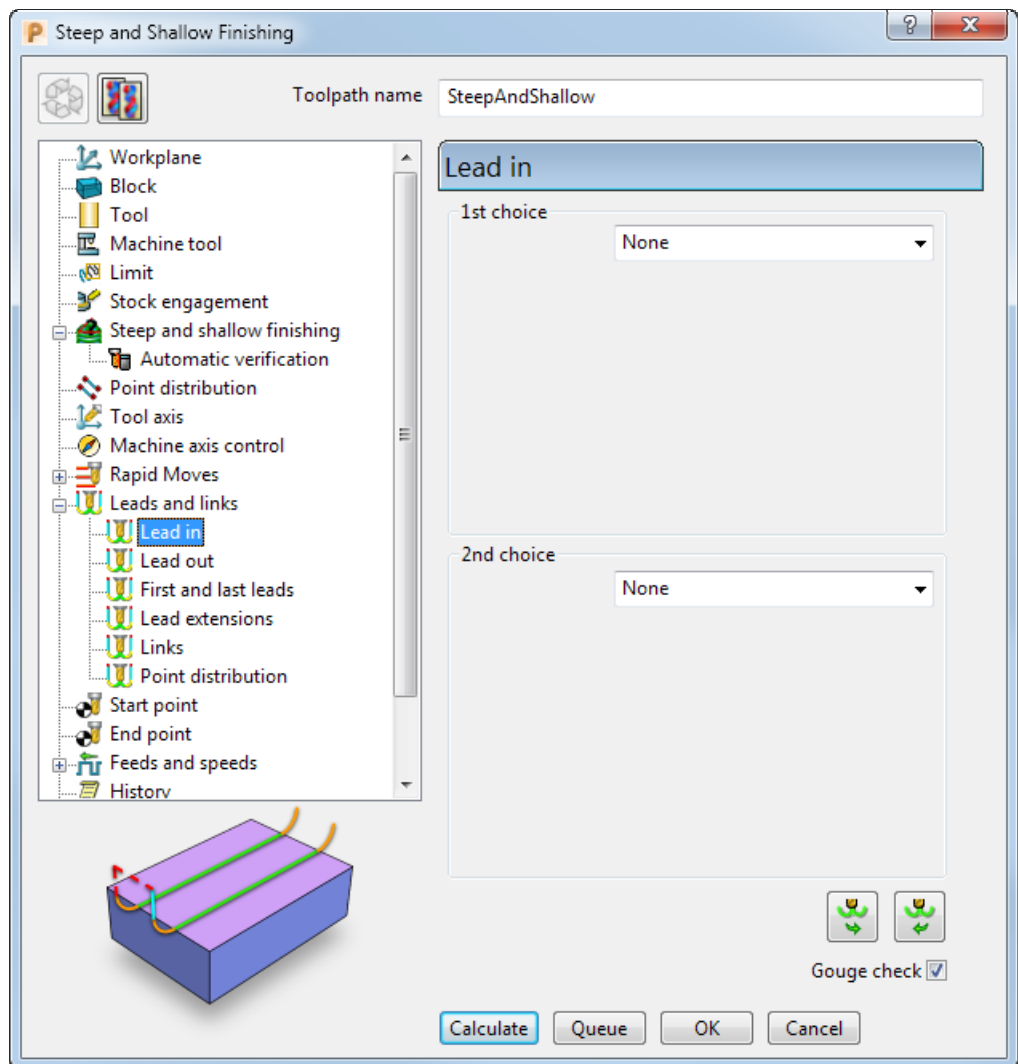 Steep and Shallow Finishing
Toolpath name
SteepAndShallow
Workplane
Block
Tool
Machine tool
Limit
Stock engagement
Steep and shallow finishing
Automatic verification
Point distribution
Tool axis
Machine axis control
Rapid Moves
Leads and links
Lead in
Lead out
First and last leads
Lead extensions
Links
Point distribution
Start point
End point
Feeds and speeds
History
Lead in
1st choice
None
2nd choice
None
Gouge check
Calculate
Queue
OK
Cancel